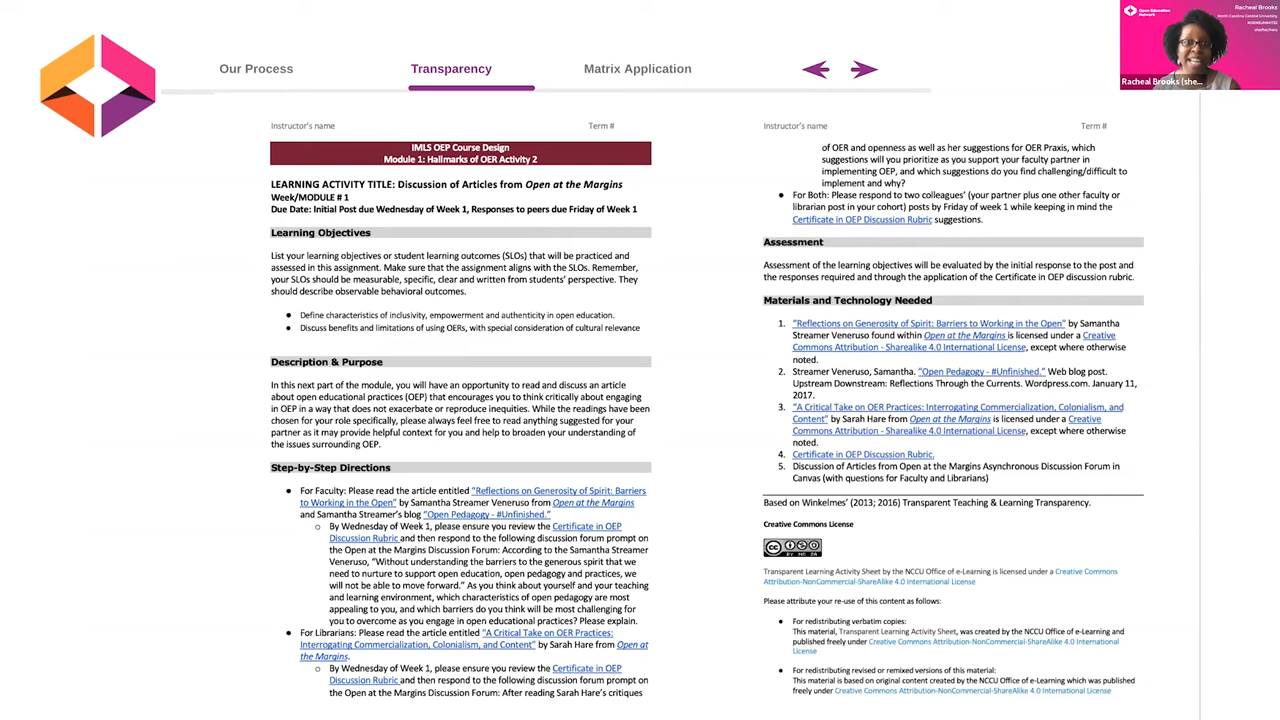 Our Process
Transparency
Matrix Application
Open Education
Network
Racheal Brooks
North Carolina Central University
she/her/hers
Racheal Brooks (she...
Instructor's name Term #
IMLS OEP Course Design
Module 1: Hallmarks of OER Activity 2
LEARNING ACTIVITY TITLE: Discussion of Articles from Open at the Margins
Week/MODULE # 1
Due Date: Initial Post due Wednesday of Week 1, Responses to peers due Friday of Week 1
Learning Objectives
List your learning objectives or student learning outcomes (SLOs) that will be practiced and
assessed in this assignment. Make sure that the assignment aligns with the SLOs. Remember,
your SLOs should be measurable, specific, clear and written from students' perspective. They
should describe observable behavioral outcomes.
● Define characteristics of inclusivity, empowerment and authenticity in open education.
● Discuss benefits and limitations of using OERs, with special consideration of cultural relevance
Description & Purpose
In this next part of the module, you will have an opportunity to read and discuss an article
about open educational practices (OEP) that encourages you to think critically about engaging
in OEP in a way that does not exacerbate or reproduce inequities. While the readings have been
chosen for your role specifically, please always feel free to read anything suggested for your
partner as it may provide helpful context for you and help to broaden your understanding of
the issues surrounding OEP.
Step-by-Step Directions
● For Faculty: Please read the article entitled "Reflections on Generosity of Spirit: Barriers
to Working in the Open" by Samantha Streamer Veneruso from Open at the Margins
and Samantha Streamer's blog "Open Pedagogy - #Unfinished."
○ By Wednesday of Week 1, please ensure you review the Certificate in OEP
Discussion Rubric and then respond to the following discussion forum prompt on
the Open at the Margins Discussion Forum: According to the Samantha Streamer
Veneruso, "Without understanding the barriers to the generous spirit that we
need to nurture to support open education, open pedagogy and practices, we
will not be able to move forward." As you think about yourself and your teaching
and learning environment, which characteristics of open pedagogy are most
appealing to you, and which barriers do you think will be most challenging for
you to overcome as you engage in open educational practices? Please explain.
● For Librarians: Please read the article entitled "A Critical Take on OER Practices:
Interrogating Commercialization, Colonialism, and Content" by Sarah Hare from Open at
the Margins.
○ By Wednesday of Week 1, please ensure you review the Certificate in OEP
Discussion Rubric and then respond to the following discussion forum prompt on
the Open at the Margins Discussion Forum: After reading Sarah Hare's critiques
Instructor's name Term #
of OER and openness as well as her suggestions for OER Praxis, which
suggestions will you prioritize as you support your faculty partner in
implementing OEP, and which suggestions do you find challenging/difficult to
implement and why?
● For Both: Please respond to two colleagues' (your partner plus one other faculty or
librarian post in your cohort) posts by Friday of week 1 while keeping in mind the
Certificate in OEP Discussion Rubric suggestions.
Assessment
Assessment of the learning objectives will be evaluated by the initial response to the post and
the responses required and through the application of the Certificate in OEP discussion rubric.
Materials and Technology Needed
1. "Reflections on Generosity of Spirit: Barriers to Working in the Open" by Samantha
Streamer Veneruso found within Open at the Margins is licensed under a Creative
Commons Attribution - Sharealike 4.0 International License, except where otherwise
noted.
2. Streamer Veneruso, Samantha. "Open Pedagogy - #Unfinished." Web blog post.
Upstream Downstream: Reflections Through the Currents. Wordpress.com. January 11,
2017.
3. "A Critical Take on OER Practices: Interrogating Commercialization, Colonialism, and
Content" by Sarah Hare from Open at the Margins is licensed under a Creative
Commons Attribution - Sharealike 4.0 International License, except where otherwise
noted.
4. Certificate in OEP Discussion Rubric.
5. Discussion of Articles from Open at the Margins Asynchronous Discussion Forum in
Canvas (with questions for Faculty and Librarians)
Based on Winkelmes' (2013; 2016) Transparent Teaching & Learning Transparency.
Creative Commons License
cc BY NC SA
Transparent Learning Activity Sheet by the NCCU Office of e-Learning is licensed under a Creative Commons
Attribution-NonCommercial-ShareAlike 4.0 International License
Please attribute your re-use of this content as follows:
● For redistributing verbatim copies:
This material, Transparent Learning Activity Sheet, was created by the NCCU Office of e-Learning and
published freely under Creative Commons Attribution-NonCommercial-ShareAlike 4.0 International
License
● For redistributing revised or remixed versions of this material:
This material is based on original content created by the NCCU Office of e-Learning which was published
freely under Creative Commons Attribution-NonCommercial-ShareAlike 4.0 International License